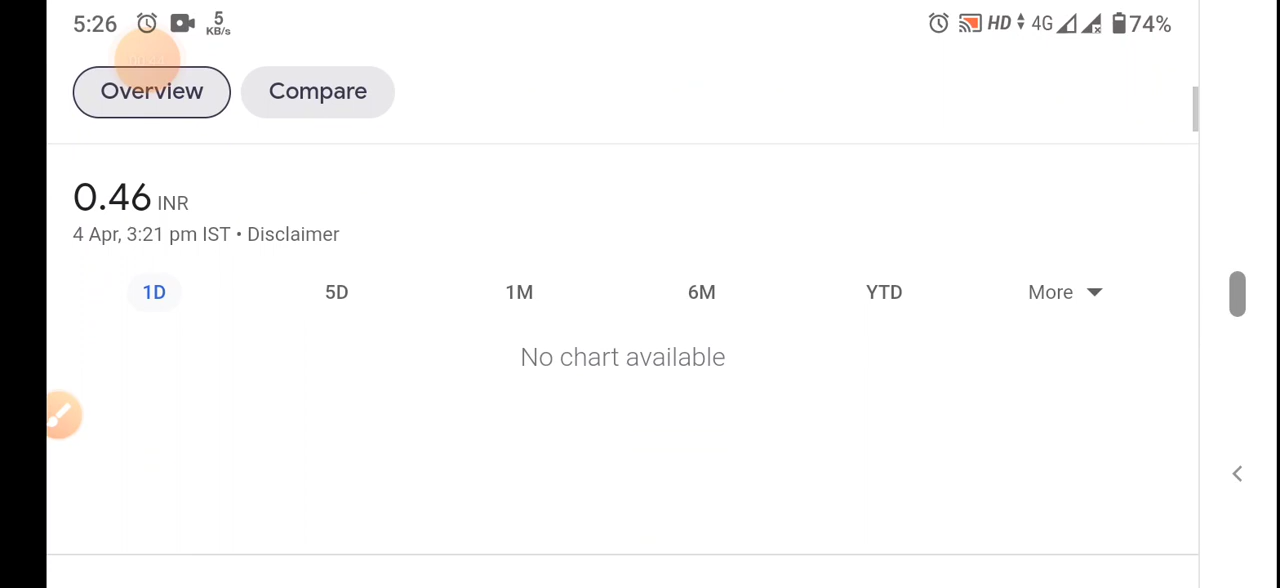 5:26 5 KB/s HD 4G 74%
Overview Compare
0.46 INR
4 Apr, 3:21 pm IST • Disclaimer
1D 5D 1M 6M YTD More
No chart available